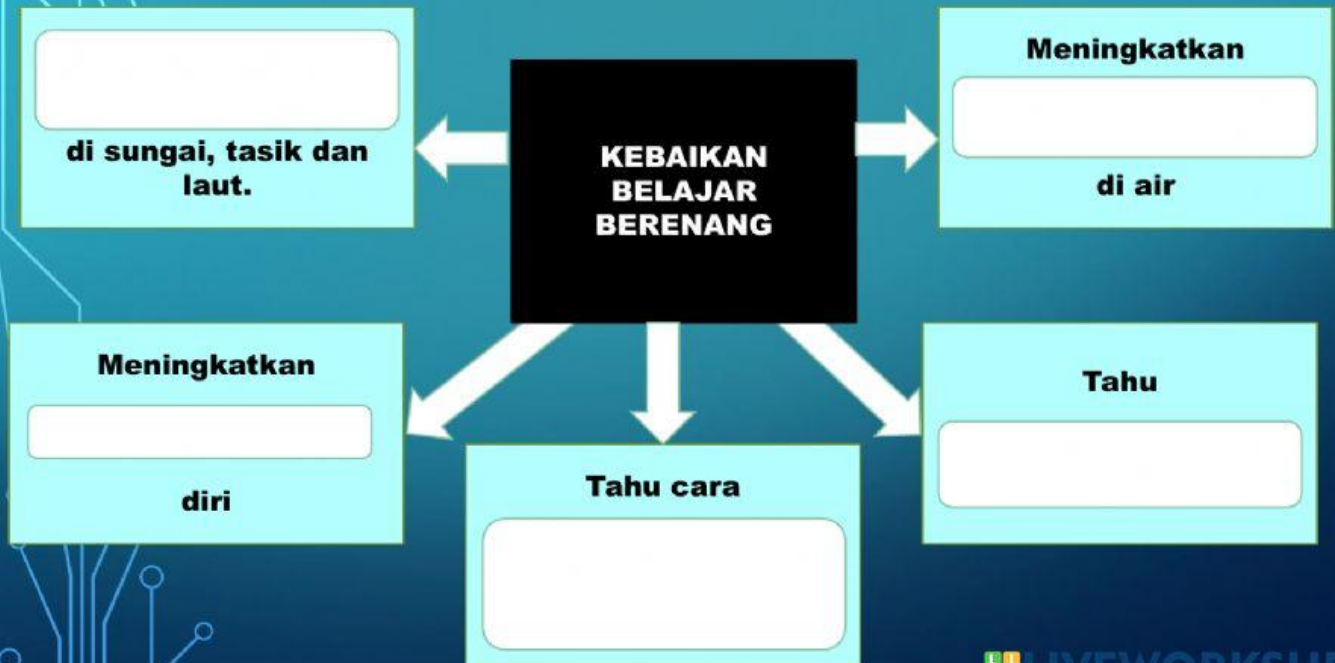 di sungai, tasik dan
laut.
KEBAIKAN
BELAJAR
BERENANG
Meningkatkan
di air
Meningkatkan
diri
Tahu cara
Tahu